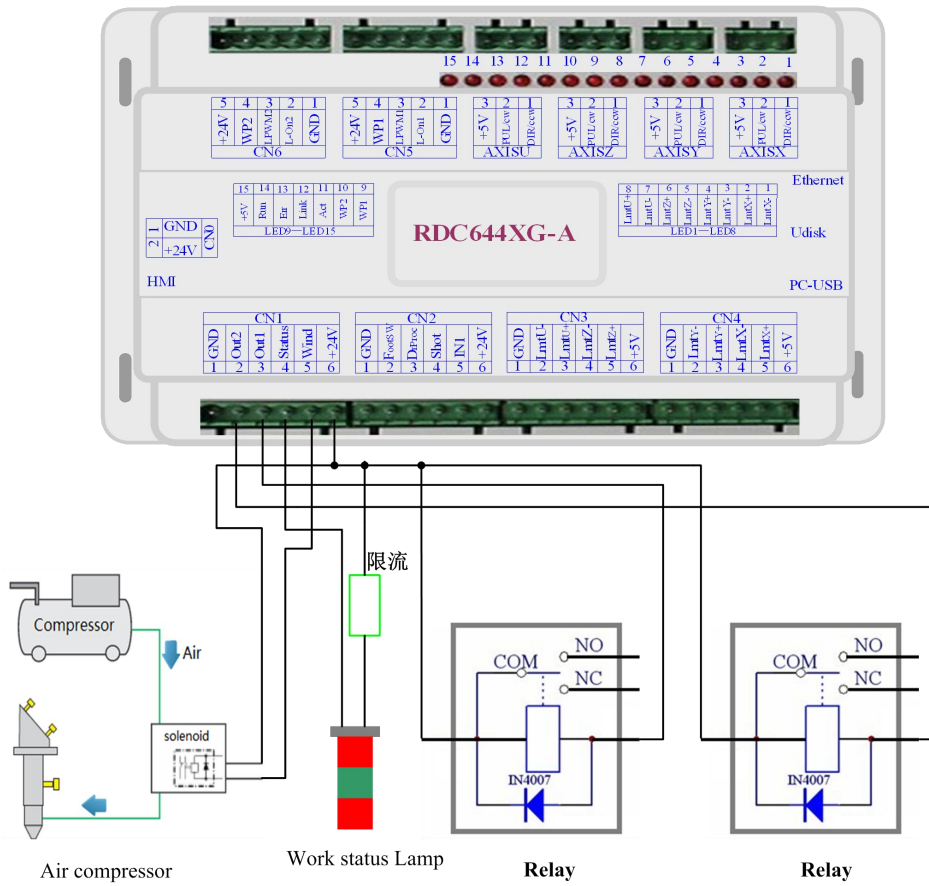 15 14 13 12 11 10 9 8 7 6 5 4 3 2 1
5 4 3 2 1
+24V WP2 LPWM2 L-On2 GND
CN6
5 4 3 2 1
+24V WP1 LPWM1 L-On1 GND
CN5
3 2 1
+5V PUL/cw DIR/ccw
AXISU
3 2 1
+5V PUL/cw DIR/ccw
AXISZ
3 2 1
+5V PUL/cw DIR/ccw
AXISY
3 2 1
+5V PUL/cw DIR/ccw
AXISX
Ethernet
15 14 13 12 11 10 9
+5V Run Err Link Act WP2 WP1
LED9—LED15
8 7 6 5 4 3 2 1
LmtU+ LmtU- LmtZ+ LmtZ- LmtY+ LmtY- LmtX+ LmtX-
LED1—LED8
1 GND
2 +24V
CN0
RDC644XG-A
Udisk
HMI
PC-USB
CN1
GND Out2 Out1 Status Wind +24V
1 2 3 4 5 6
CN2
GND FootSW DrProc Shot IN1 +24V
1 2 3 4 5 6
CN3
GND LmtU- LmtU+ LmtZ- LmtZ+ +5V
1 2 3 4 5 6
CN4
GND LmtY- LmtY+ LmtX- LmtX+ +5V
1 2 3 4 5 6
限流
Compressor
Air
solenoid
COM
NO
NC
IN4007
COM
NO
NC
IN4007
Air compressor
Work status Lamp
Relay
Relay